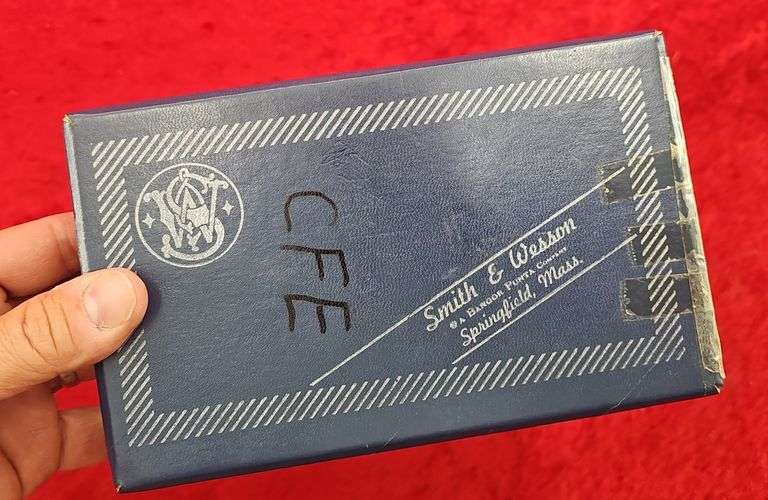 CFE
Smith & Wesson
A BANGOR PUNTA COMPANY
Springfield, Mass.